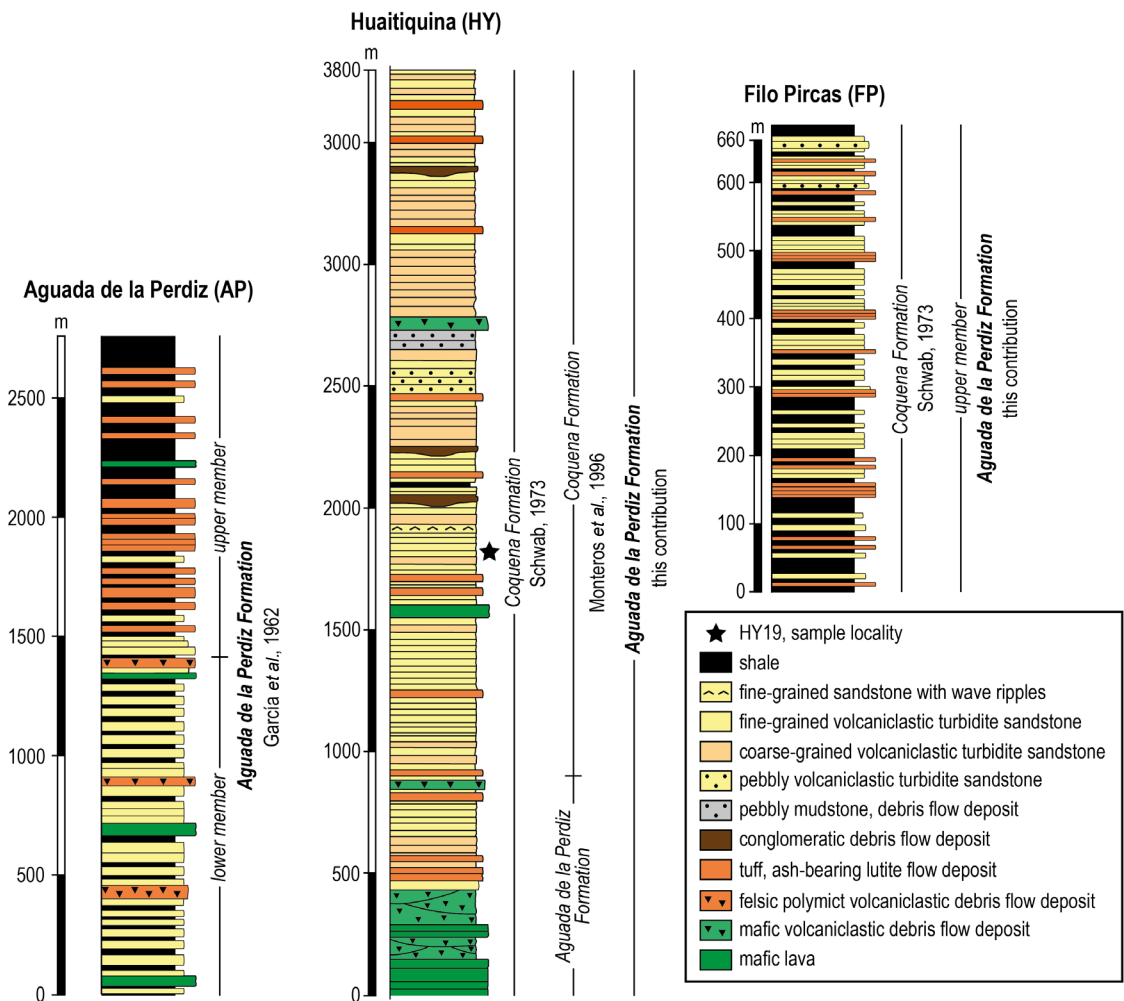 Huaitiquina (HY)
m
3800
3000
3000
2500
2000
1500
1000
500
0
Coquena Formation
Schwab, 1973
Coquena Formation
Monteros et al., 1996
Aguada de la Perdiz
Formation
Aguada de la Perdiz Formation
this contribution
Filo Pircas (FP)
m
660
600
500
400
300
200
100
0
Coquena Formation
Schwab, 1973
upper member
Aguada de la Perdiz Formation
this contribution
Aguada de la Perdiz (AP)
m
2500
2000
1500
1000
500
0
upper member
lower member
Aguada de la Perdiz Formation
García et al., 1962
HY19, sample locality
shale
fine-grained sandstone with wave ripples
fine-grained volcaniclastic turbidite sandstone
coarse-grained volcaniclastic turbidite sandstone
pebbly volcaniclastic turbidite sandstone
pebbly mudstone, debris flow deposit
conglomeratic debris flow deposit
tuff, ash-bearing lutite flow deposit
felsic polymict volcaniclastic debris flow deposit
mafic volcaniclastic debris flow deposit
mafic lava